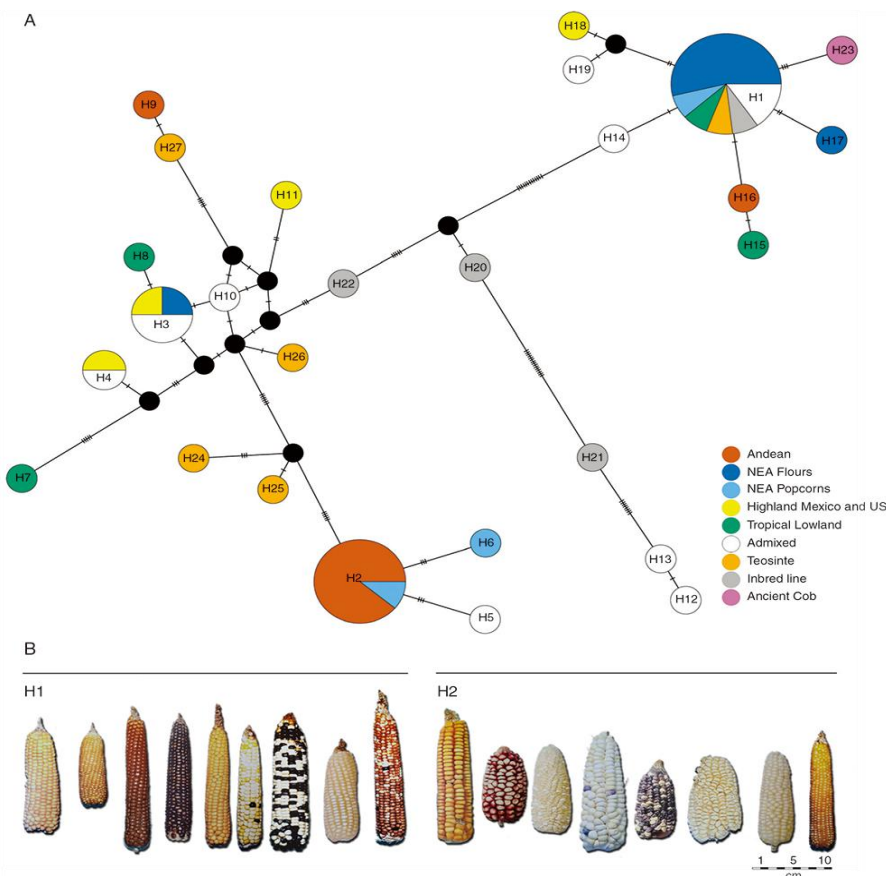 A
H18
H23
H19
H1
H9
H14
H17
H27
H11
H16
H8
H15
H20
H22
H10
H3
H26
H4
H24
H21
H7
H25
Andean
NEA Flours
NEA Popcorns
Highland Mexico and US
Tropical Lowland
Admixed
Teosinte
Inbred line
Ancient Cob
H6
H13
H2
H12
H5
B
H1
H2
1 5 10
cm